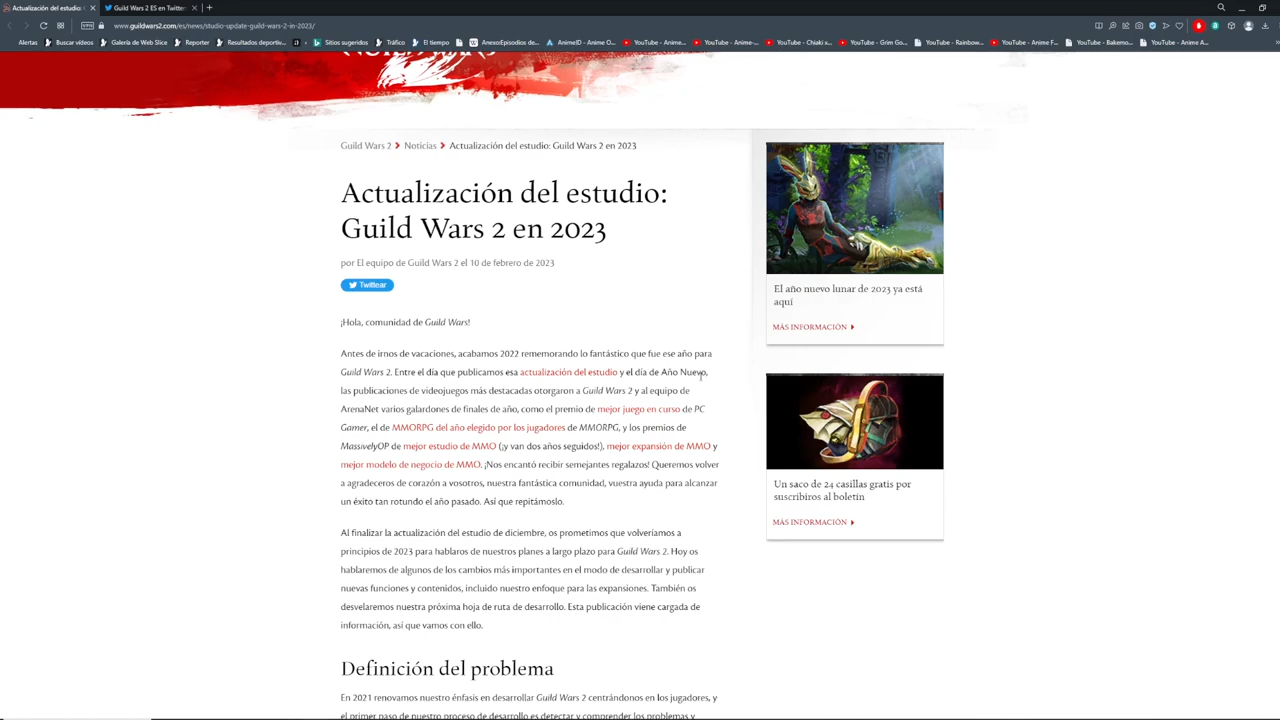 Actualización del estudio:
Guild Wars 2 ES en Twitter
VPN
www.guildwars2.com/es/news/studio-update-guild-wars-2-in-2023/
Alertas
Buscar vídeos
Galería de Web Slice
Reporter
Resultados deportiv...
Sitios sugeridos
Tráfico
El tiempo
Anexo:Episodios de...
AnimeID - Anime O...
YouTube - Anime...
YouTube - Anime-...
YouTube - Chiaki x...
YouTube - Grim Go...
YouTube - Rainbow...
YouTube - Anime F...
YouTube - Bakemo...
YouTube - Anime A...
Guild Wars 2 Noticias Actualización del estudio: Guild Wars 2 en 2023
Actualización del estudio:
Guild Wars 2 en 2023
por El equipo de Guild Wars 2 el 10 de febrero de 2023
Twittear
¡Hola, comunidad de Guild Wars!
Antes de irnos de vacaciones, acabamos 2022 rememorando lo fantástico que fue ese año para
Guild Wars 2. Entre el día que publicamos esa actualización del estudio y el día de Año Nuevo,
las publicaciones de videojuegos más destacadas otorgaron a Guild Wars 2 y al equipo de
ArenaNet varios galardones de finales de año, como el premio de mejor juego en curso de PC
Gamer, el de MMORPG del año elegido por los jugadores de MMORPG, y los premios de
MassivelyOP de mejor estudio de MMO (¡y van dos años seguidos!), mejor expansión de MMO y
mejor modelo de negocio de MMO. ¡Nos encantó recibir semejantes regalazos! Queremos volver
a agradeceros de corazón a vosotros, nuestra fantástica comunidad, vuestra ayuda para alcanzar
un éxito tan rotundo el año pasado. Así que repitámoslo.
Al finalizar la actualización del estudio de diciembre, os prometimos que volveríamos a
principios de 2023 para hablaros de nuestros planes a largo plazo para Guild Wars 2. Hoy os
hablaremos de algunos de los cambios más importantes en el modo de desarrollar y publicar
nuevas funciones y contenidos, incluido nuestro enfoque para las expansiones. También os
desvelaremos nuestra próxima hoja de ruta de desarrollo. Esta publicación viene cargada de
información, así que vamos con ello.
Definición del problema
En 2021 renovamos nuestro énfasis en desarrollar Guild Wars 2 centrándonos en los jugadores, y
el primer paso de nuestro proceso de desarrollo es detectar y comprender los problemas y
El año nuevo lunar de 2023 ya está
aquí
MÁS INFORMACIÓN
Un saco de 24 casillas gratis por
suscribiros al boletín
MÁS INFORMACIÓN